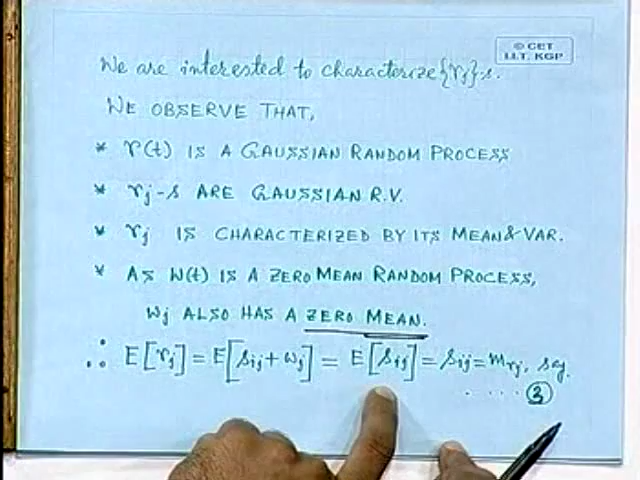 © CET
I.I.T. KGP
We are interested to characterize {rj}-s.
WE OBSERVE THAT,
* r(t) IS A GAUSSIAN RANDOM PROCESS
* rj-s ARE GAUSSIAN R.V.
* rj IS CHARACTERIZED BY ITS MEAN & VAR.
* AS W(t) IS A ZERO MEAN RANDOM PROCESS,
wj ALSO HAS A ZERO MEAN.
∴ E[rj] = E[sij + wj] = E[sij] = sij = mrj, say.
. . . . ③